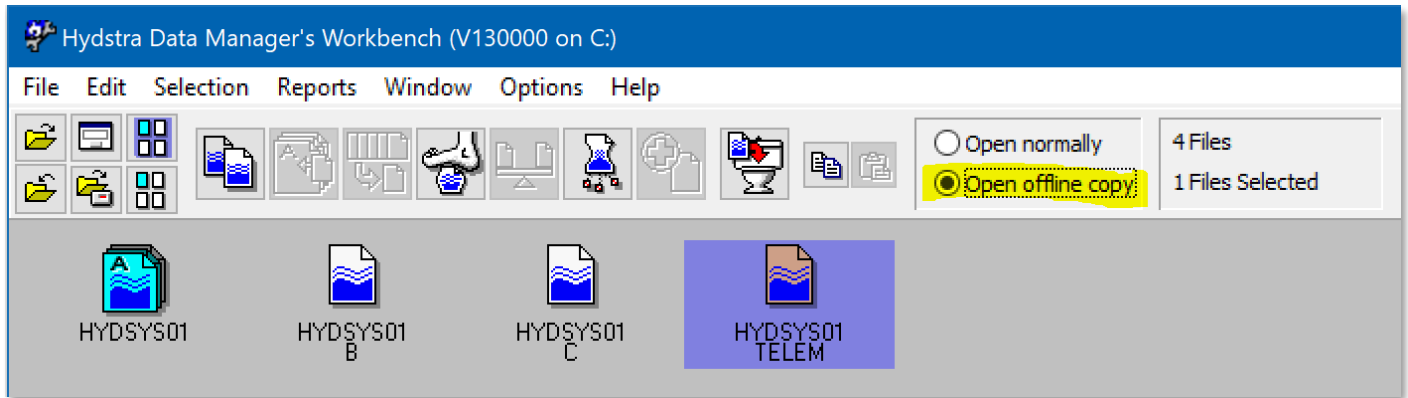 Hydstra Data Manager's Workbench (V130000 on C:)
File Edit Selection Reports Window Options Help
Open normally
Open offline copy
4 Files
1 Files Selected
A
A
HYDSYS01
HYDSYS01
B
HYDSYS01
C
HYDSYS01
TELEM